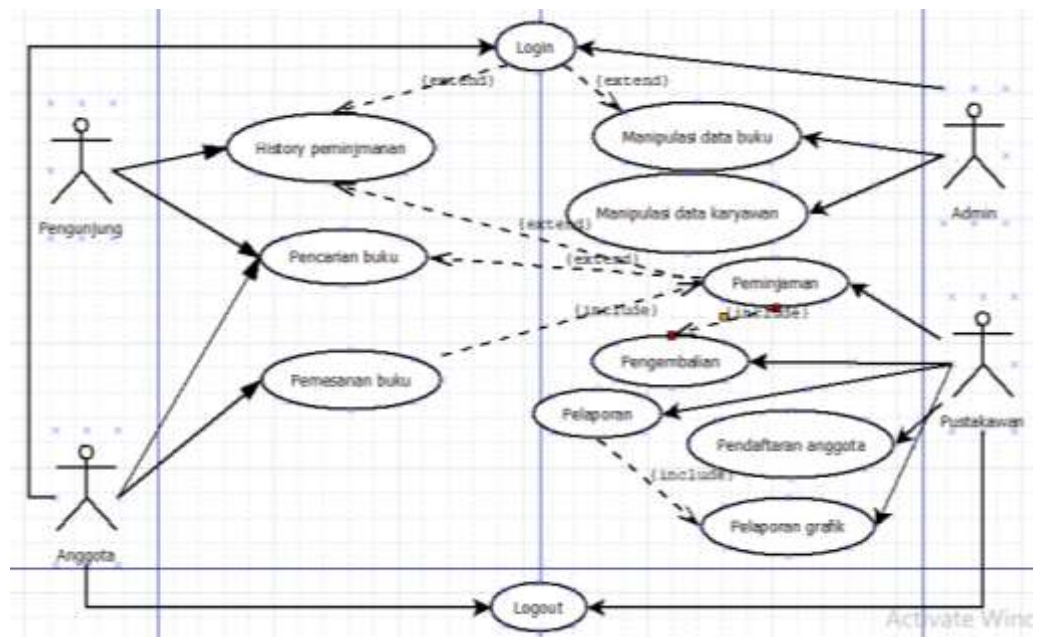 Login
{extend}
{extend}
History peminjmanan
Manipulasi data buku
Pengunjung
Admin
Manipulasi data karyawan
{extend}
Pencarian buku
{extend}
Peminjaman
{include}
{include}
Pengembalian
Pemesanan buku
Pelaporan
Pustakawan
Pendaftaran anggota
{include}
Pelaporan grafik
Anggota
Logout
Activate Wind